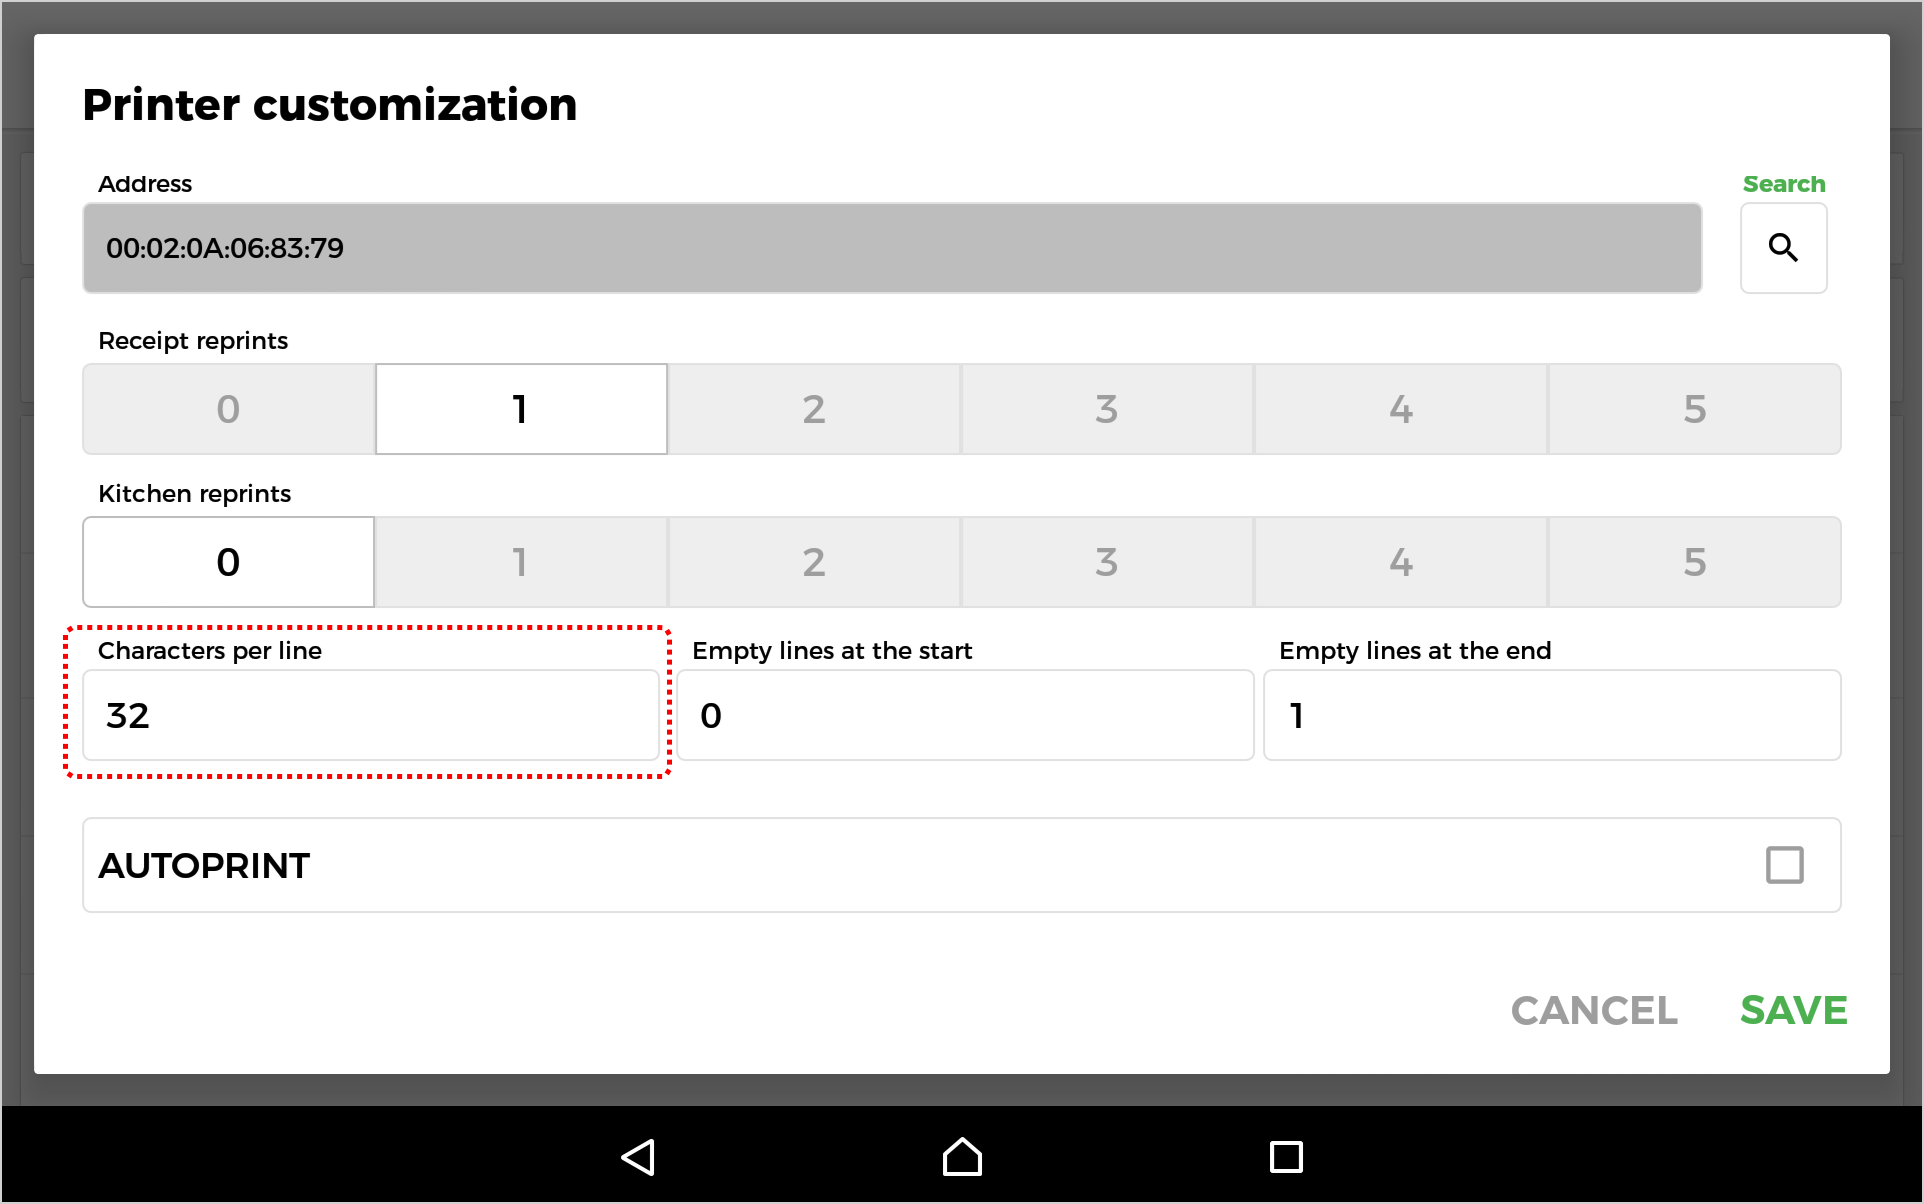 Printer customization
Address
Search
00:02:0A:06:83:79
Receipt reprints
0 1 2 3 4 5
Kitchen reprints
0 1 2 3 4 5
Characters per line Empty lines at the start Empty lines at the end
32 0 1
AUTOPRINT
CANCEL SAVE